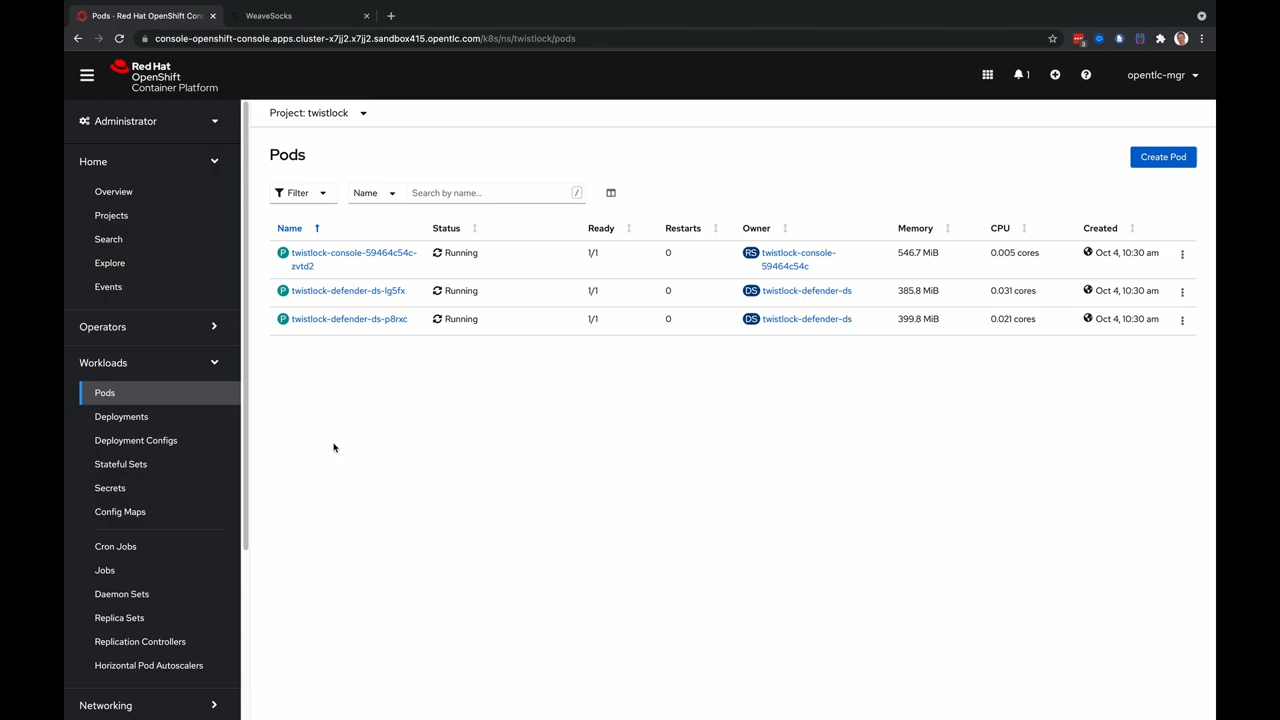 Pods · Red Hat OpenShift Con
WeaveSocks
console-openshift-console.apps.cluster-x7jj2.x7jj2.sandbox415.opentlc.com/k8s/ns/twistlock/pods
3
Red Hat
OpenShift
Container Platform
1
opentlc-mgr
Administrator
Home
Overview
Projects
Search
Explore
Events
Operators
Workloads
Pods
Deployments
Deployment Configs
Stateful Sets
Secrets
Config Maps
Cron Jobs
Jobs
Daemon Sets
Replica Sets
Replication Controllers
Horizontal Pod Autoscalers
Networking
Project: twistlock
Pods
Create Pod
Filter Name Search by name... /
Name Status Ready Restarts Owner Memory CPU Created
P twistlock-console-59464c54c- Running 1/1 0 RS twistlock-console- 546.7 MiB 0.005 cores Oct 4, 10:30 am
zvtd2 59464c54c
P twistlock-defender-ds-lg5fx Running 1/1 0 DS twistlock-defender-ds 385.8 MiB 0.031 cores Oct 4, 10:30 am
P twistlock-defender-ds-p8rxc Running 1/1 0 DS twistlock-defender-ds 399.8 MiB 0.021 cores Oct 4, 10:30 am